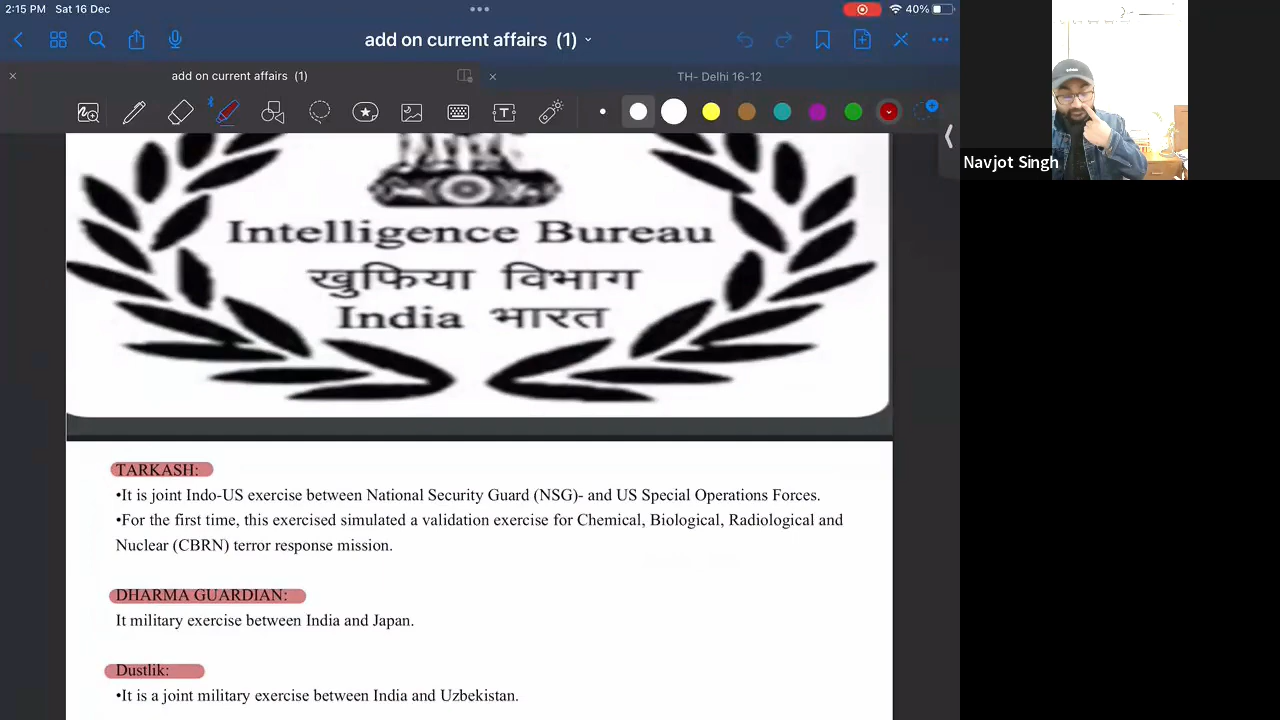 2:15 PM Sat 16 Dec
40%
add on current affairs (1)
add on current affairs (1)
TH- Delhi 16-12
Navjot Singh
Intelligence Bureau
खुफिया विभाग
India भारत
TARKASH:
•It is joint Indo-US exercise between National Security Guard (NSG)- and US Special Operations Forces.
•For the first time, this exercised simulated a validation exercise for Chemical, Biological, Radiological and
Nuclear (CBRN) terror response mission.
DHARMA GUARDIAN:
It military exercise between India and Japan.
Dustlik:
•It is a joint military exercise between India and Uzbekistan.